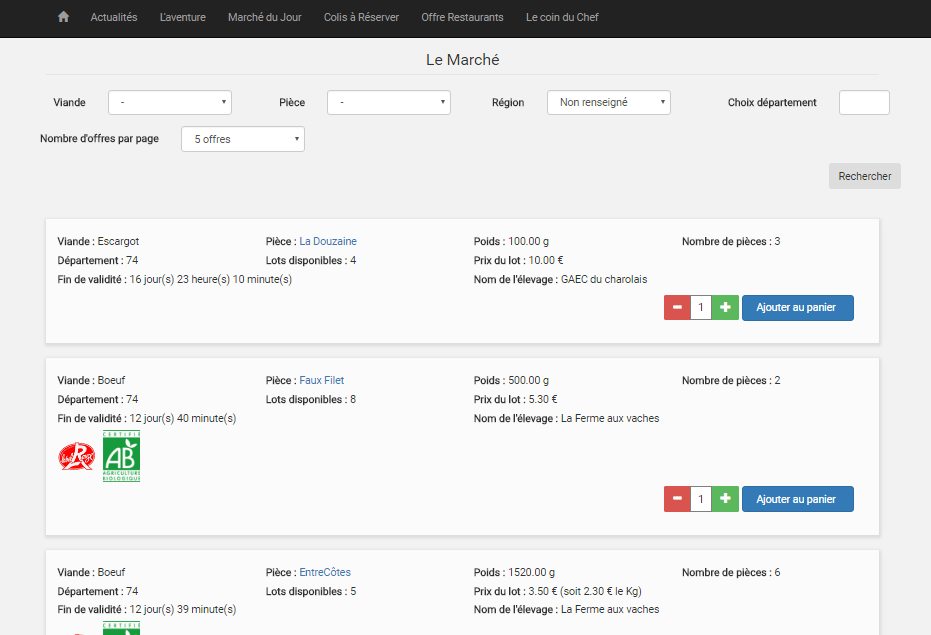 Actualités L'aventure Marché du Jour Colis à Réserver Offre Restaurants Le coin du Chef
Le Marché
Viande - Pièce - Région Non renseigné Choix département
Nombre d'offres par page 5 offres
Rechercher
Viande : Escargot Pièce : La Douzaine Poids : 100.00 g Nombre de pièces : 3
Département : 74 Lots disponibles : 4 Prix du lot : 10.00 €
Fin de validité : 16 jour(s) 23 heure(s) 10 minute(s) Nom de l'élevage : GAEC du charolais
1 Ajouter au panier
Viande : Boeuf Pièce : Faux Filet Poids : 500.00 g Nombre de pièces : 2
Département : 74 Lots disponibles : 8 Prix du lot : 5.30 €
Fin de validité : 12 jour(s) 40 minute(s) Nom de l'élevage : La Ferme aux vaches
CERTIFIÉ
AB
AGRICULTURE
BIOLOGIQUE
1 Ajouter au panier
Viande : Boeuf Pièce : EntreCôtes Poids : 1520.00 g Nombre de pièces : 6
Département : 74 Lots disponibles : 5 Prix du lot : 3.50 € (soit 2.30 € le Kg)
Fin de validité : 12 jour(s) 39 minute(s) Nom de l'élevage : La Ferme aux vaches
CERTIFIÉ